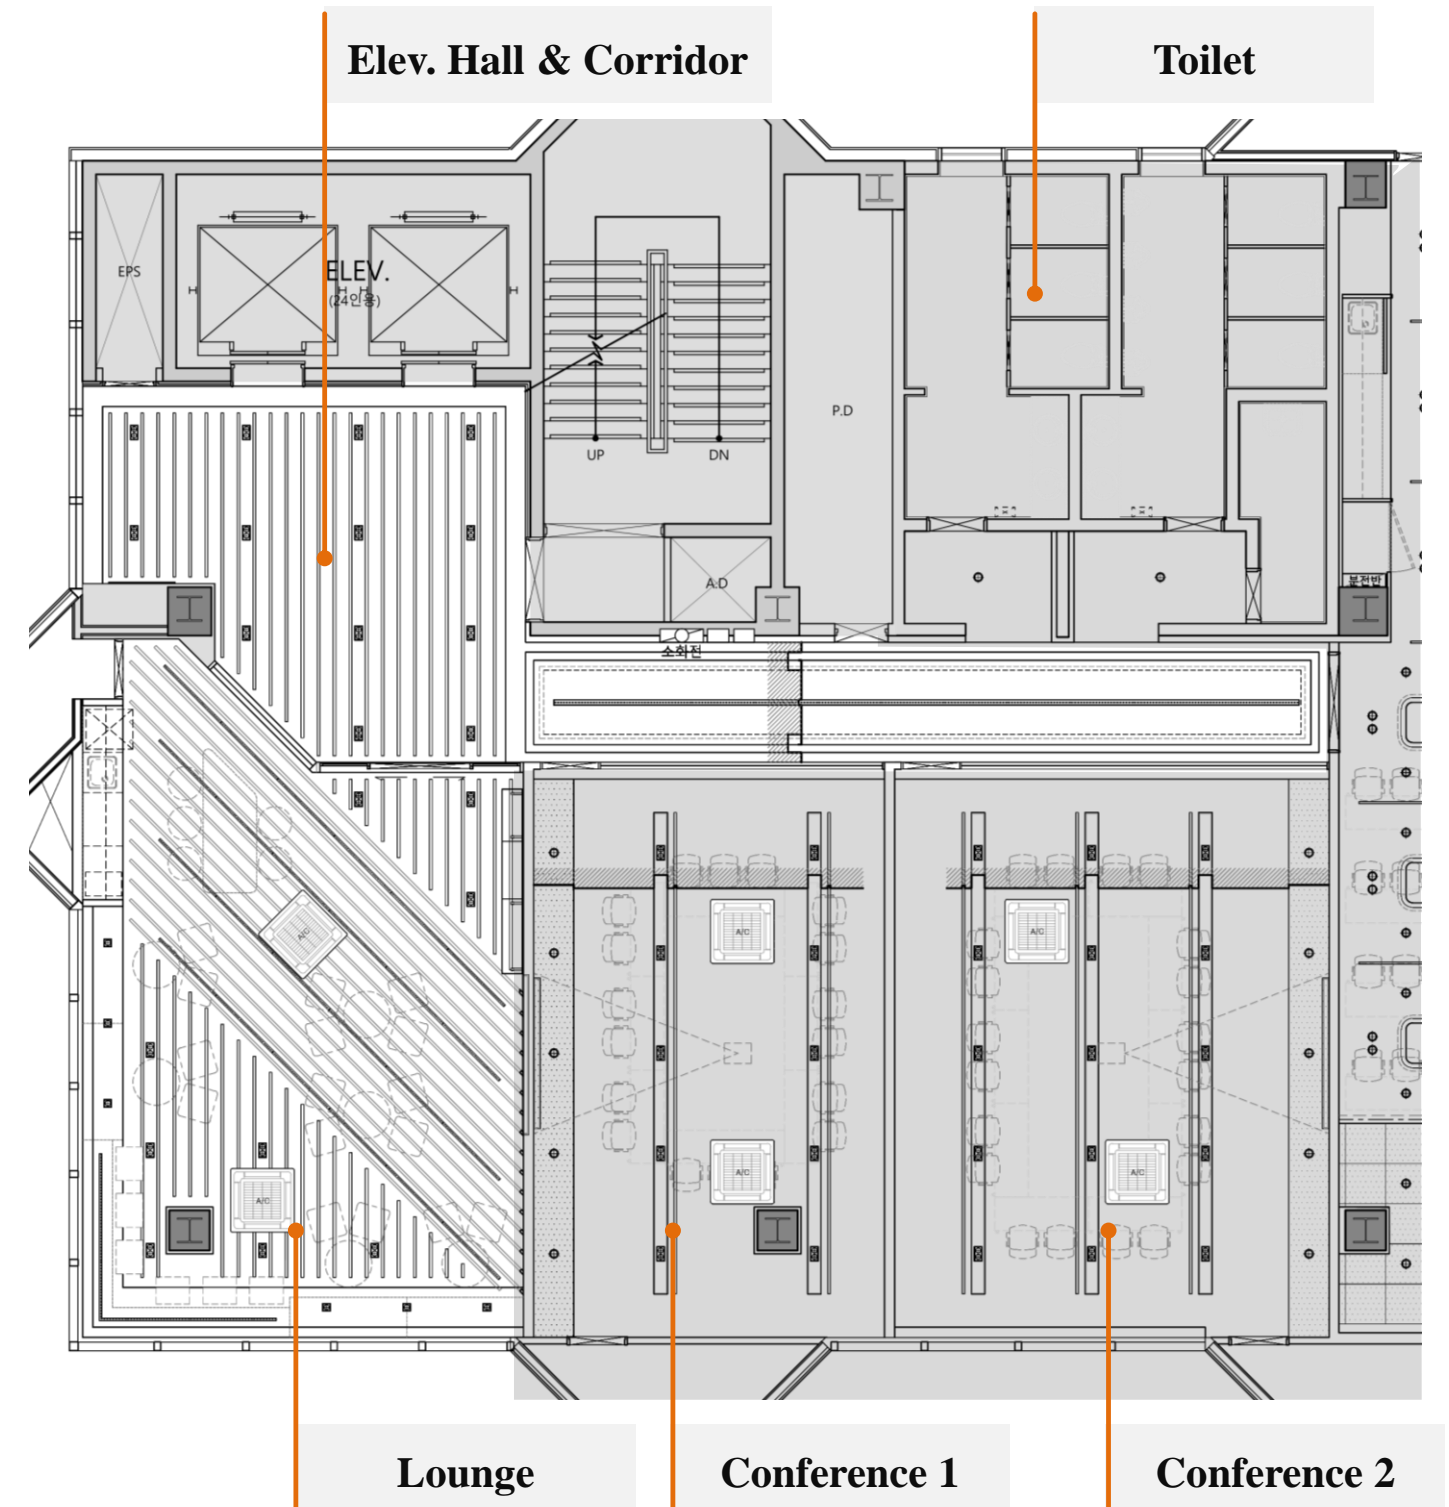 Elev. Hall & Corridor
Toilet
EPS
ELEV.
(24인용)
P.D
UP
DN
A.D
분전반
소화전
A/C
A/C
A/C
A/C
A/C
A/C
Lounge
Conference 1
Conference 2